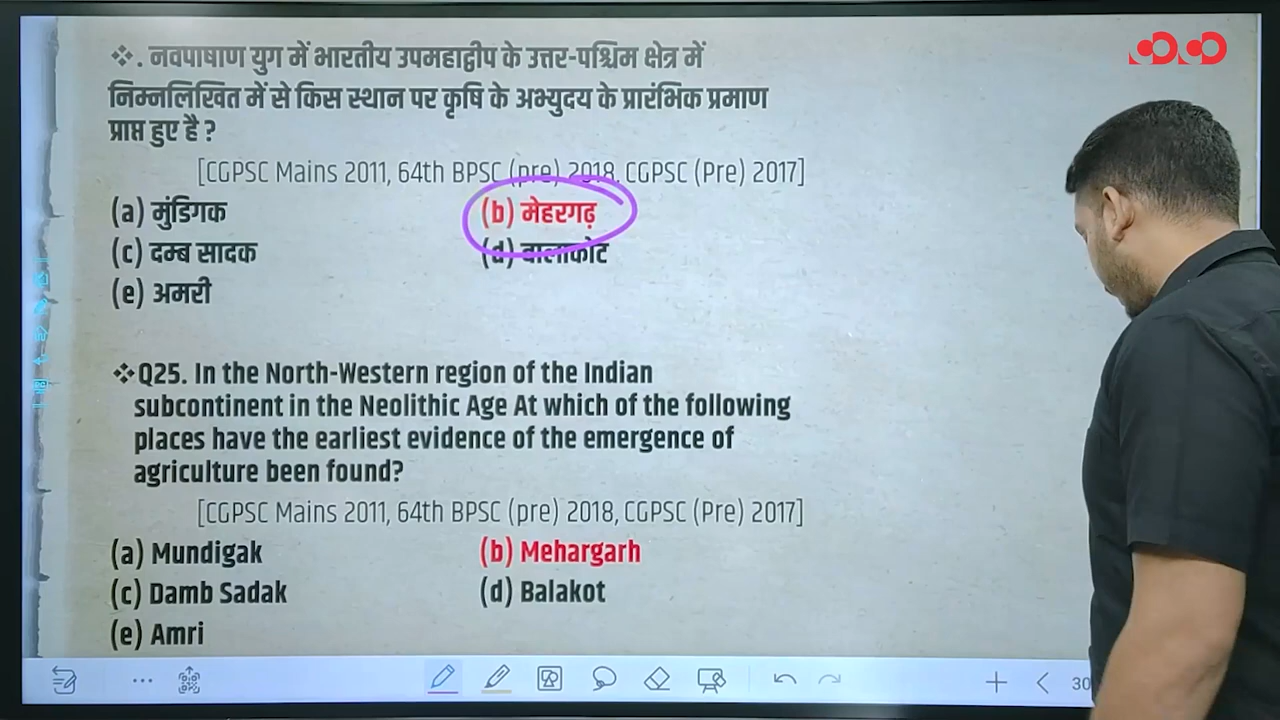 ❖. नवपाषाण युग में भारतीय उपमहाद्वीप के उत्तर-पश्चिम क्षेत्र में
निम्नलिखित में से किस स्थान पर कृषि के अभ्युदय के प्रारंभिक प्रमाण
प्राप्त हुए है ?
[CGPSC Mains 2011, 64th BPSC (pre) 2018, CGPSC (Pre) 2017]
(a) मुंडिगक (b) मेहरगढ़
(c) दम्ब सादक (d) बालाकोट
(e) अमरी
❖Q25. In the North-Western region of the Indian
subcontinent in the Neolithic Age At which of the following
places have the earliest evidence of the emergence of
agriculture been found?
[CGPSC Mains 2011, 64th BPSC (pre) 2018, CGPSC (Pre) 2017]
(a) Mundigak (b) Mehargarh
(c) Damb Sadak (d) Balakot
(e) Amri
30